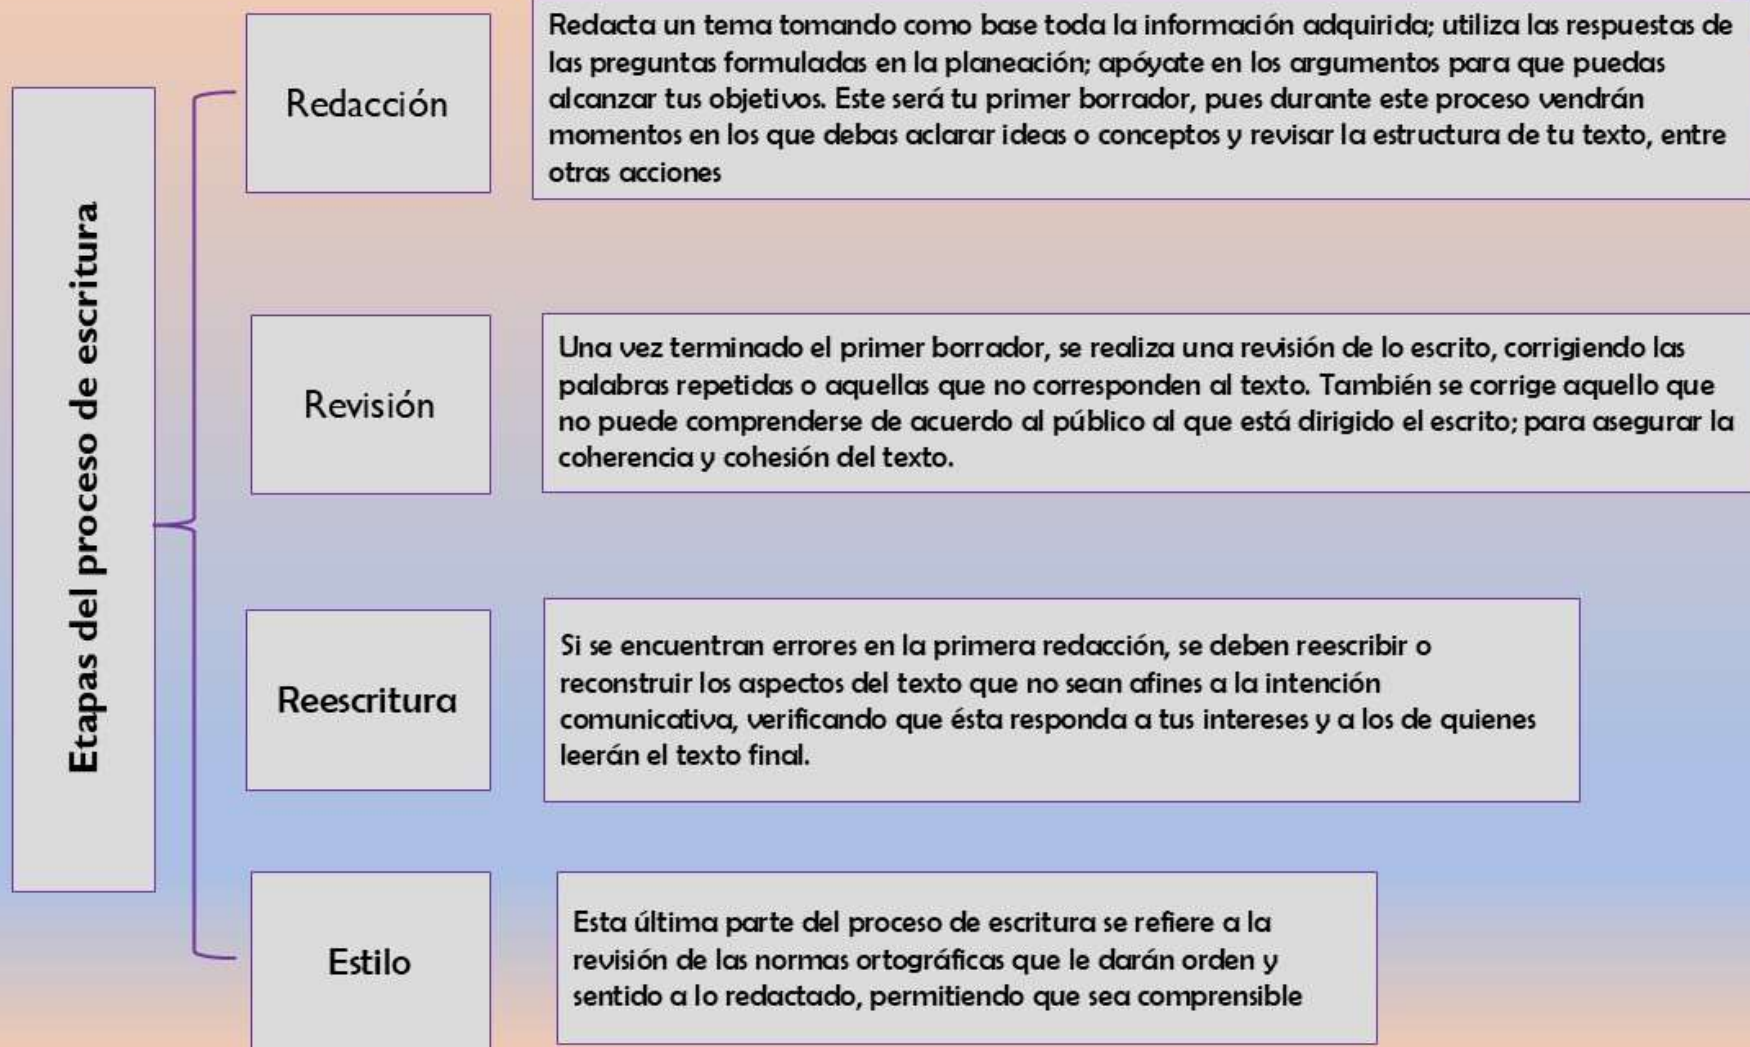 Etapas del proceso de escritura
Redacción
Redacta un tema tomando como base toda la información adquirida; utiliza las respuestas de
las preguntas formuladas en la planeación; apóyate en los argumentos para que puedas
alcanzar tus objetivos. Este será tu primer borrador, pues durante este proceso vendrán
momentos en los que debas aclarar ideas o conceptos y revisar la estructura de tu texto, entre
otras acciones
Revisión
Una vez terminado el primer borrador, se realiza una revisión de lo escrito, corrigiendo las
palabras repetidas o aquellas que no corresponden al texto. También se corrige aquello que
no puede comprenderse de acuerdo al público al que está dirigido el escrito; para asegurar la
coherencia y cohesión del texto.
Reescritura
Si se encuentran errores en la primera redacción, se deben reescribir o
reconstruir los aspectos del texto que no sean afines a la intención
comunicativa, verificando que ésta responda a tus intereses y a los de quienes
leerán el texto final.
Estilo
Esta última parte del proceso de escritura se refiere a la
revisión de las normas ortográficas que le darán orden y
sentido a lo redactado, permitiendo que sea comprensible